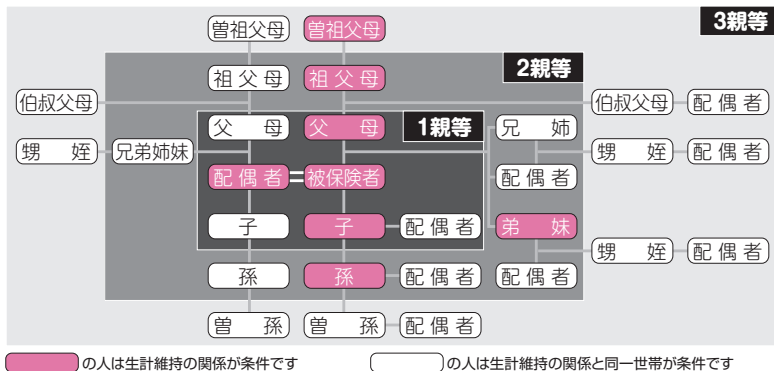 3親等
曽祖父母 曽祖父母
2親等
祖父母 祖父母
伯叔父母 伯叔父母 配偶者
父母 父母 1親等 兄姉
甥姪 兄弟姉妹 甥姪 配偶者
配偶者 被保険者 配偶者
子 子 配偶者 弟妹
甥姪 配偶者
孫 孫 配偶者 配偶者
曽孫 曽孫 配偶者
の人は生計維持の関係が条件です の人は生計維持の関係と同一世帯が条件です